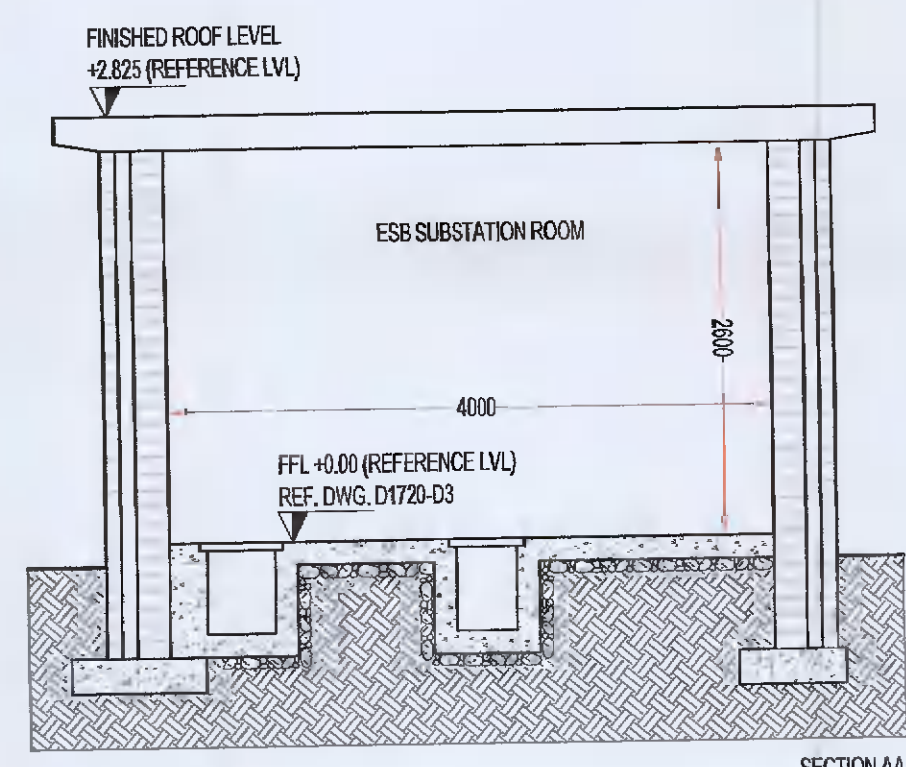 FINISHED ROOF LEVEL
+2.825 (REFERENCE LVL)
ESB SUBSTATION ROOM
2600
4000
FFL +0.00 (REFERENCE LVL)
REF. DWG. D1720-D3
SECTION AA